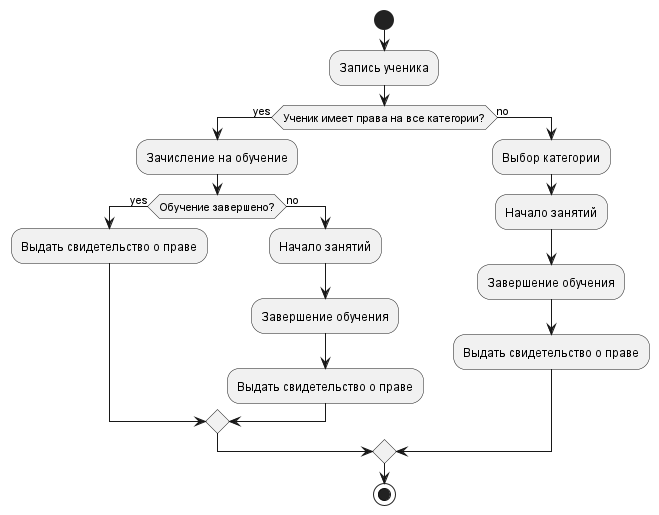 Запись ученика
yes
Ученик имеет права на все категории?
no
Зачисление на обучение
Выбор категории
yes
Обучение завершено?
no
Начало занятий
Выдать свидетельство о праве
Начало занятий
Завершение обучения
Завершение обучения
Выдать свидетельство о праве
Выдать свидетельство о праве